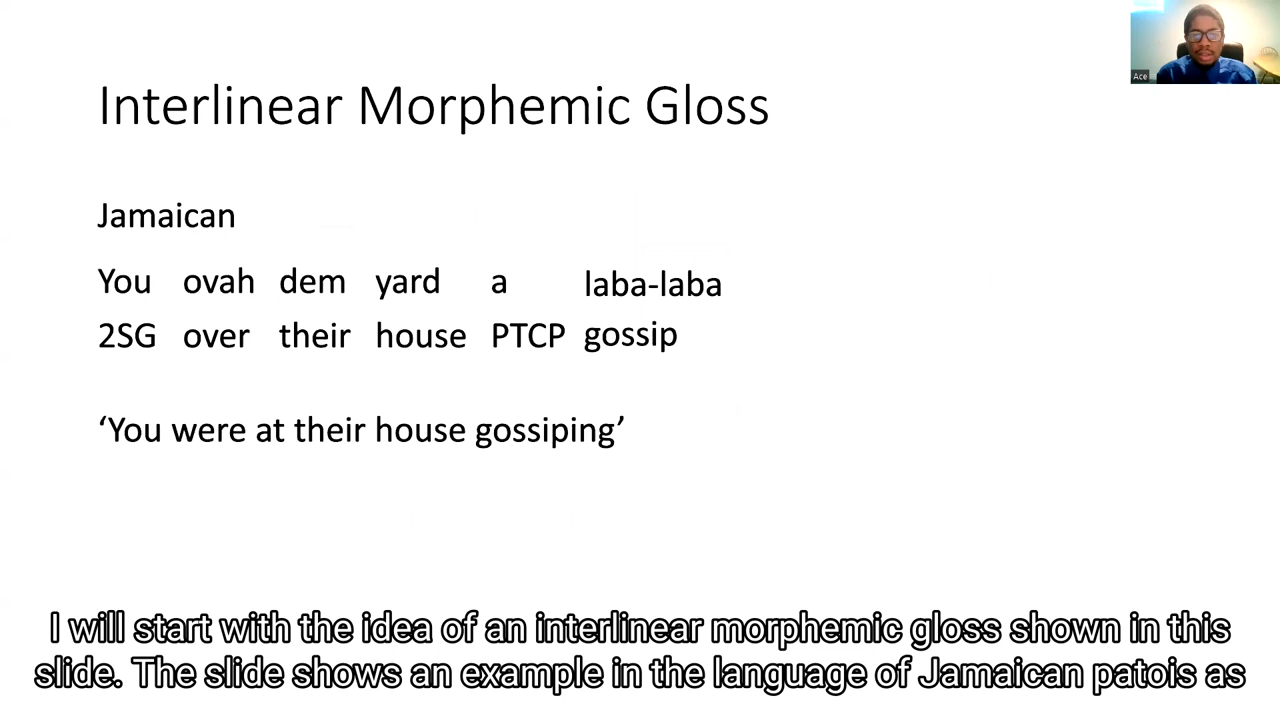 Ace
Interlinear Morphemic Gloss
Jamaican
You ovah dem yard a laba-laba
2SG over their house PTCP gossip
‘You were at their house gossiping’
I will start with the idea of an interlinear morphemic gloss shown in this
slide. The slide shows an example in the language of Jamaican patois as